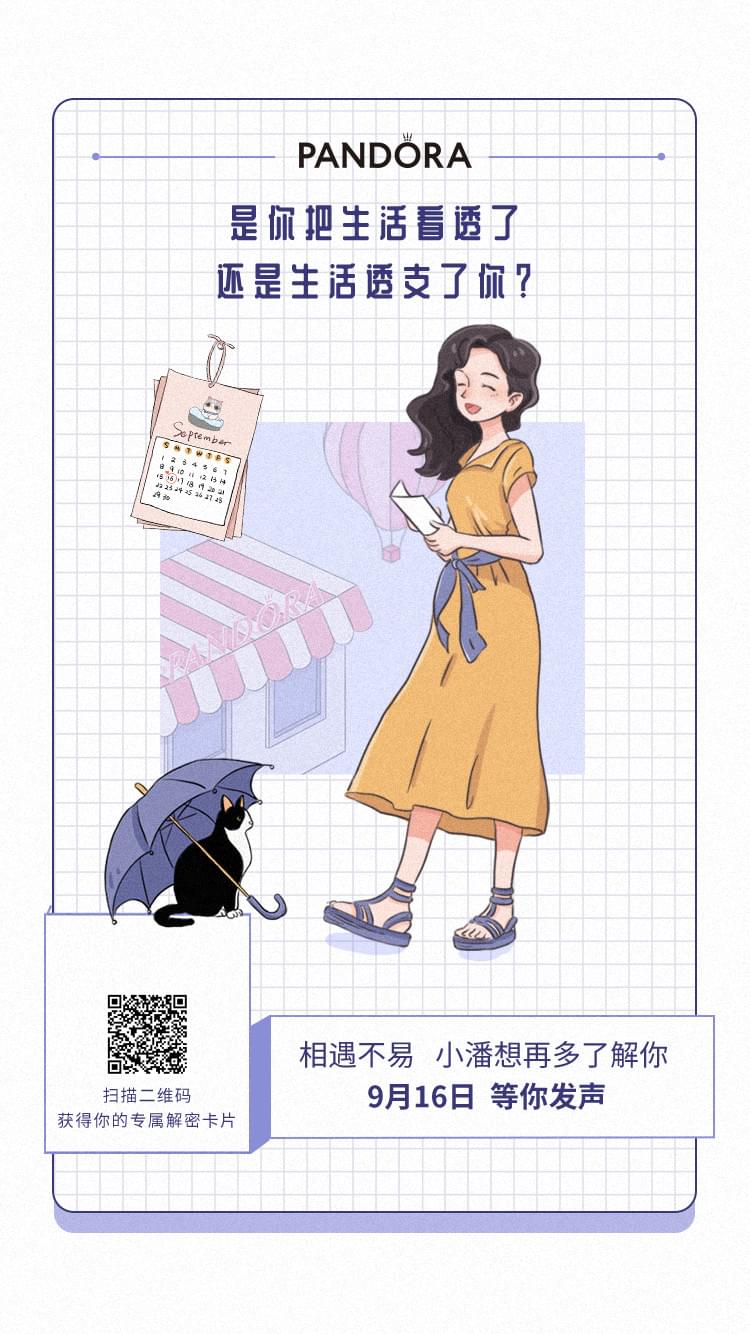 PANDORA
是你把生活看透了
还是生活透支了你?
September
S M T W T F S
1 2 3 4 5 6 7
8 9 10 11 12 13 14
15 16 17 18 19 20 21
22 23 24 25 26 27 28
29 30
PANDORA
扫描二维码
获得你的专属解密卡片
相遇不易 小潘想再多了解你
9月16日 等你发声